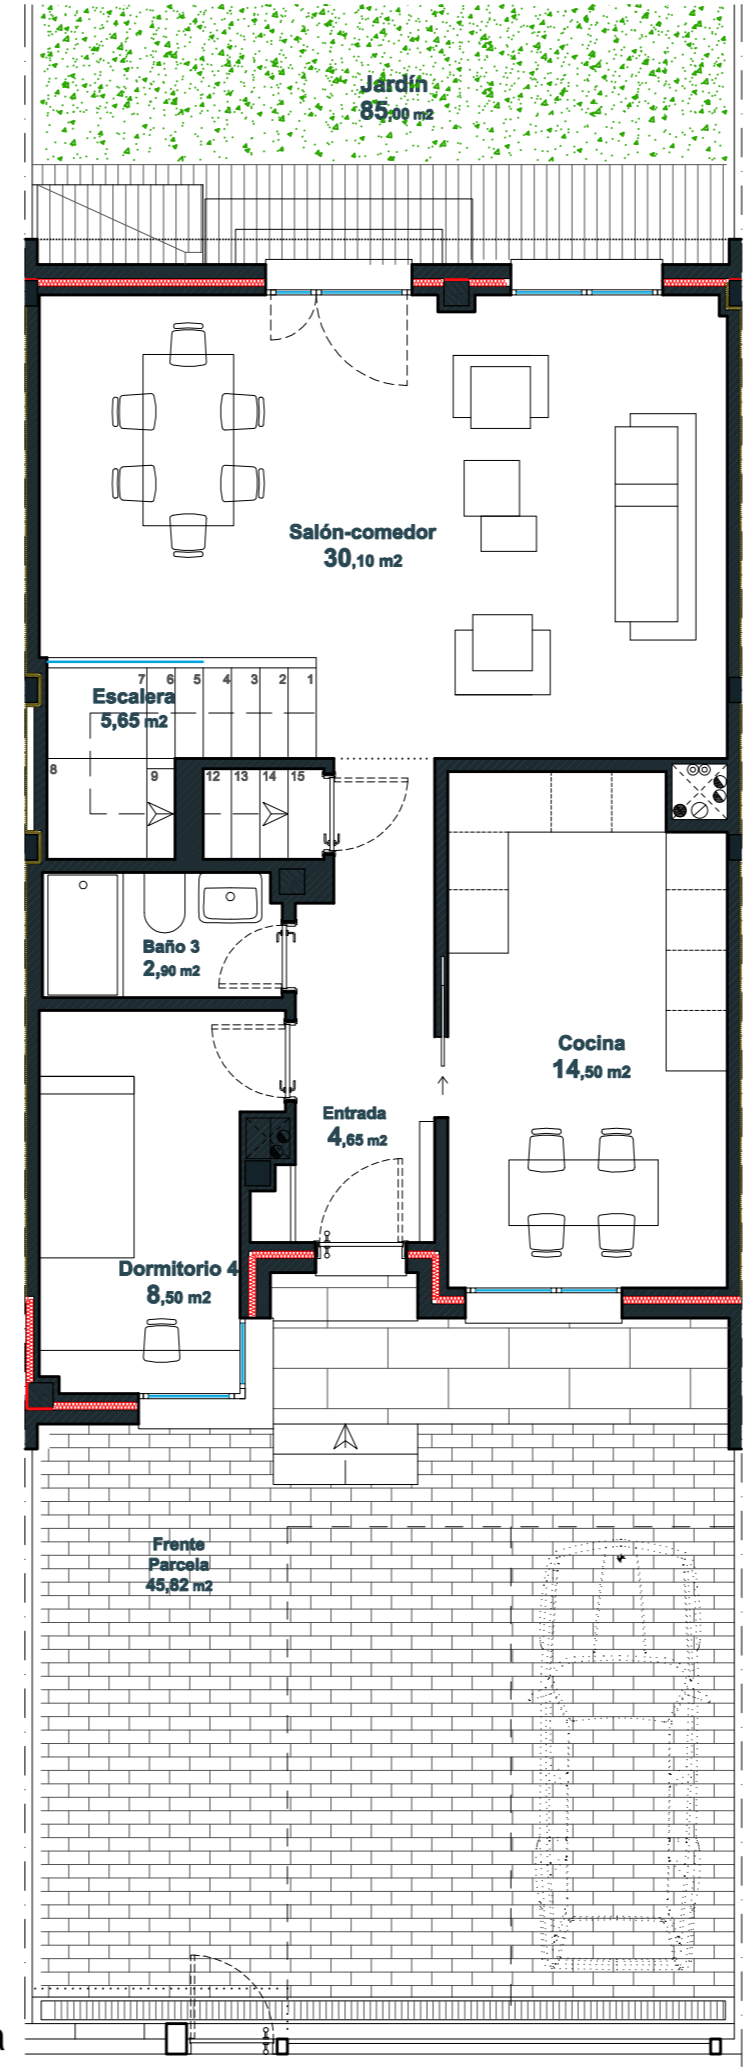 Jardín
85,00 m2
Salón-comedor
30,10 m2
7 6 5 4 3 2 1
Escalera
5,65 m2
8 9 12 13 14 15
Baño 3
2,90 m2
Cocina
14,50 m2
Entrada
4,65 m2
Dormitorio 4
8,50 m2
Frente
Parcela
45,82 m2
a